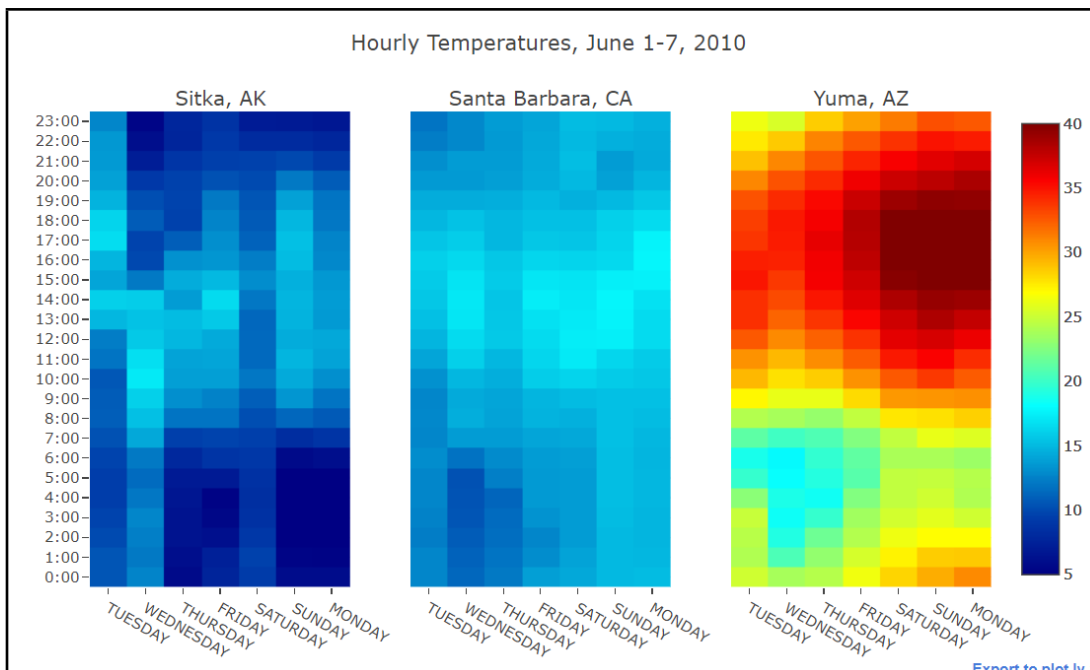 Hourly Temperatures, June 1-7, 2010
Sitka, AK
Santa Barbara, CA
Yuma, AZ
23:00
22:00
21:00
20:00
19:00
18:00
17:00
16:00
15:00
14:00
13:00
12:00
11:00
10:00
9:00
8:00
7:00
6:00
5:00
4:00
3:00
2:00
1:00
0:00
40
35
30
25
20
15
10
5
TUESDAY
WEDNESDAY
THURSDAY
FRIDAY
SATURDAY
SUNDAY
MONDAY
TUESDAY
WEDNESDAY
THURSDAY
FRIDAY
SATURDAY
SUNDAY
MONDAY
TUESDAY
WEDNESDAY
THURSDAY
FRIDAY
SATURDAY
SUNDAY
MONDAY
Export to plot.ly